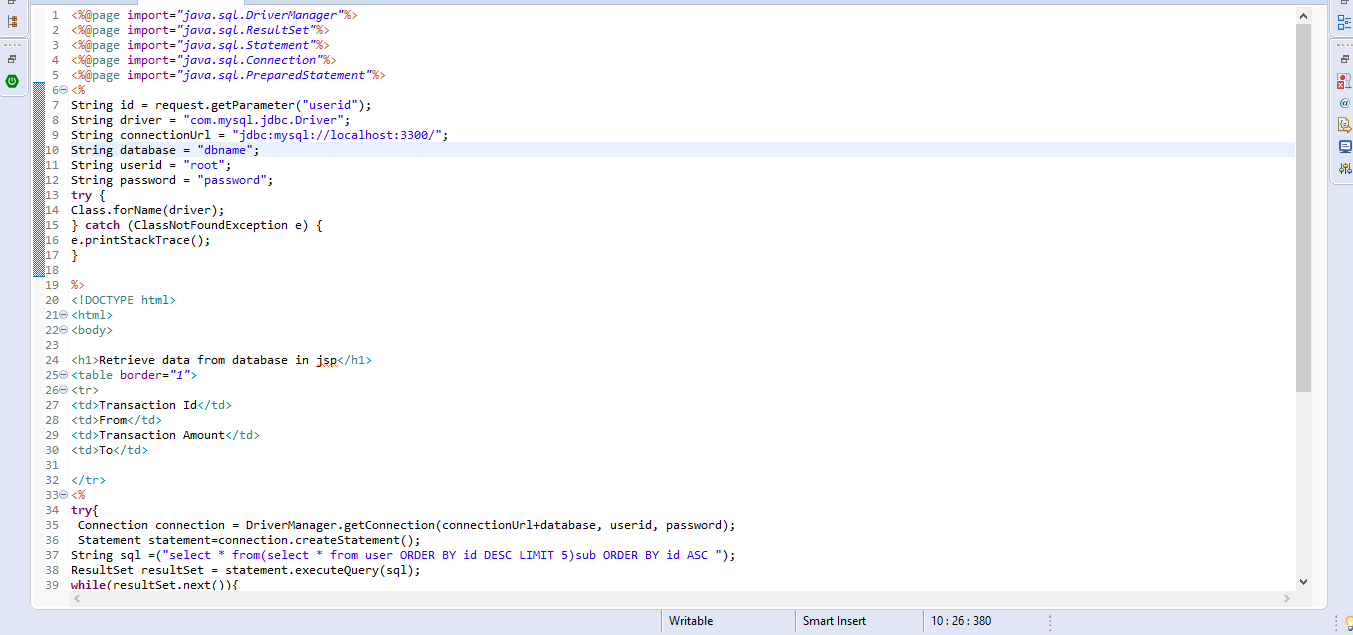 1 <%@page import="java.sql.DriverManager"%>
2 <%@page import="java.sql.ResultSet"%>
3 <%@page import="java.sql.Statement"%>
4 <%@page import="java.sql.Connection"%>
5 <%@page import="java.sql.PreparedStatement"%>
6 <%
7 String id = request.getParameter("userid");
8 String driver = "com.mysql.jdbc.Driver";
9 String connectionUrl = "jdbc:mysql://localhost:3300/";
10 String database = "dbname";
11 String userid = "root";
12 String password = "password";
13 try {
14 Class.forName(driver);
15 } catch (ClassNotFoundException e) {
16 e.printStackTrace();
17 }
18
19 %>
20 <!DOCTYPE html>
21 <html>
22 <body>
23
24 <h1>Retrieve data from database in jsp</h1>
25 <table border="1">
26 <tr>
27 <td>Transaction Id</td>
28 <td>From</td>
29 <td>Transaction Amount</td>
30 <td>To</td>
31
32 </tr>
33 <%
34 try{
35 Connection connection = DriverManager.getConnection(connectionUrl+database, userid, password);
36 Statement statement=connection.createStatement();
37 String sql =("select * from(select * from user ORDER BY id DESC LIMIT 5)sub ORDER BY id ASC ");
38 ResultSet resultSet = statement.executeQuery(sql);
39 while(resultSet.next()){
Writable Smart Insert 10 : 26 : 380